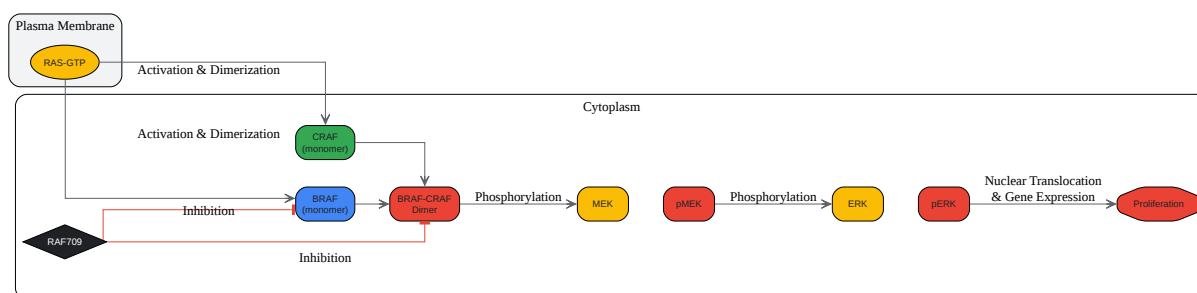 Plasma Membrane
RAS-GTP
Activation & Dimerization
Cytoplasm
Activation & Dimerization
CRAF
(monomer)
BRAF
(monomer)
BRAF-CRAF
Dimer
Phosphorylation
MEK
pMEK
Phosphorylation
ERK
pERK
Nuclear Translocation
& Gene Expression
Proliferation
Inhibition
RAF709
Inhibition